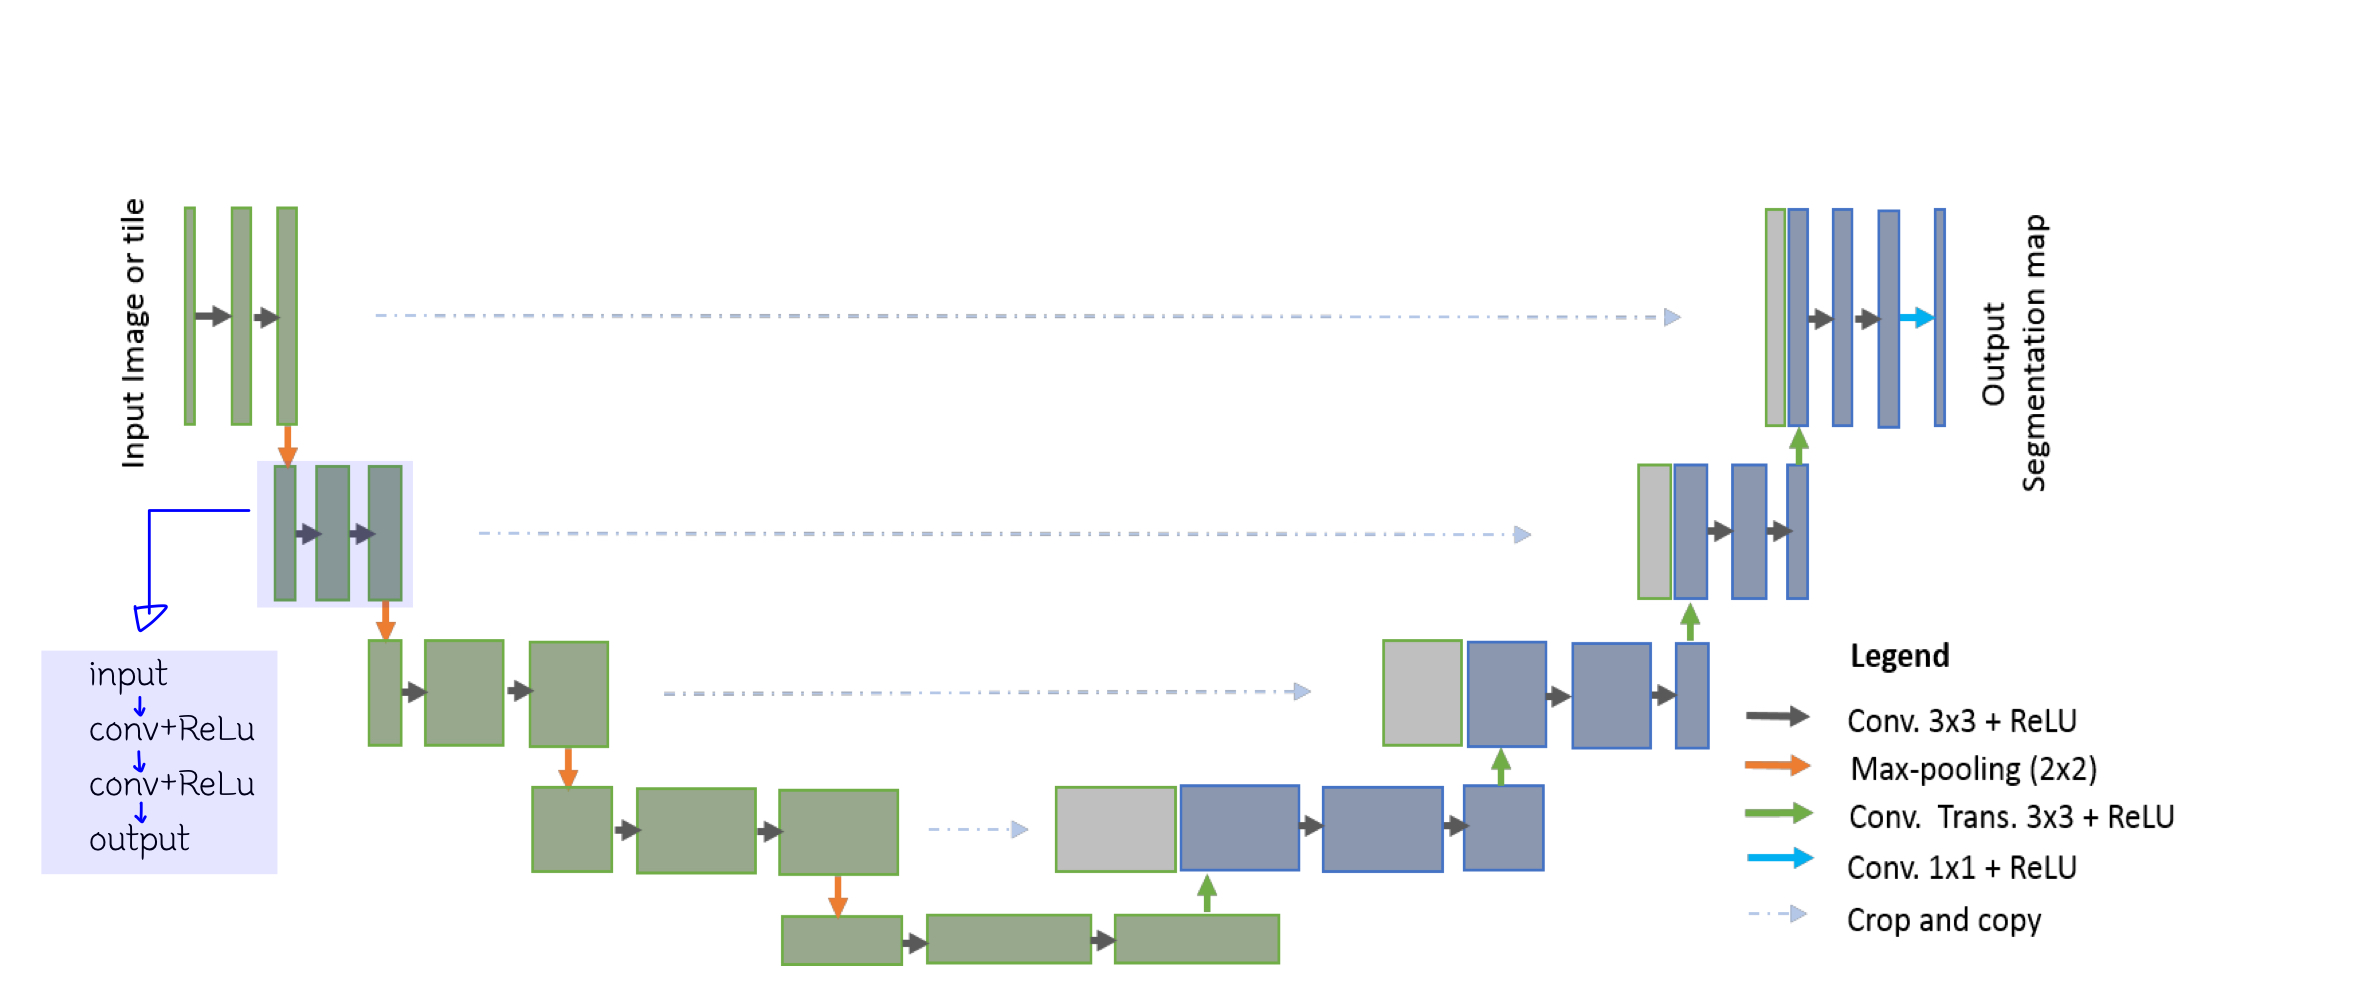 Input Image or tile
input
conv+ReLu
conv+ReLu
output
Output
Segmentation map
Legend
Conv. 3x3 + ReLU
Max-pooling (2x2)
Conv. Trans. 3x3 + ReLU
Conv. 1x1 + ReLU
Crop and copy